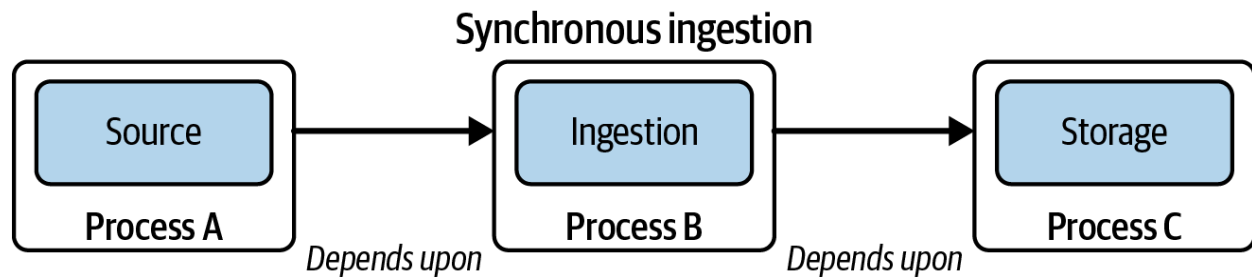 Synchronous ingestion
Source
Process A
Depends upon
Ingestion
Process B
Depends upon
Storage
Process C